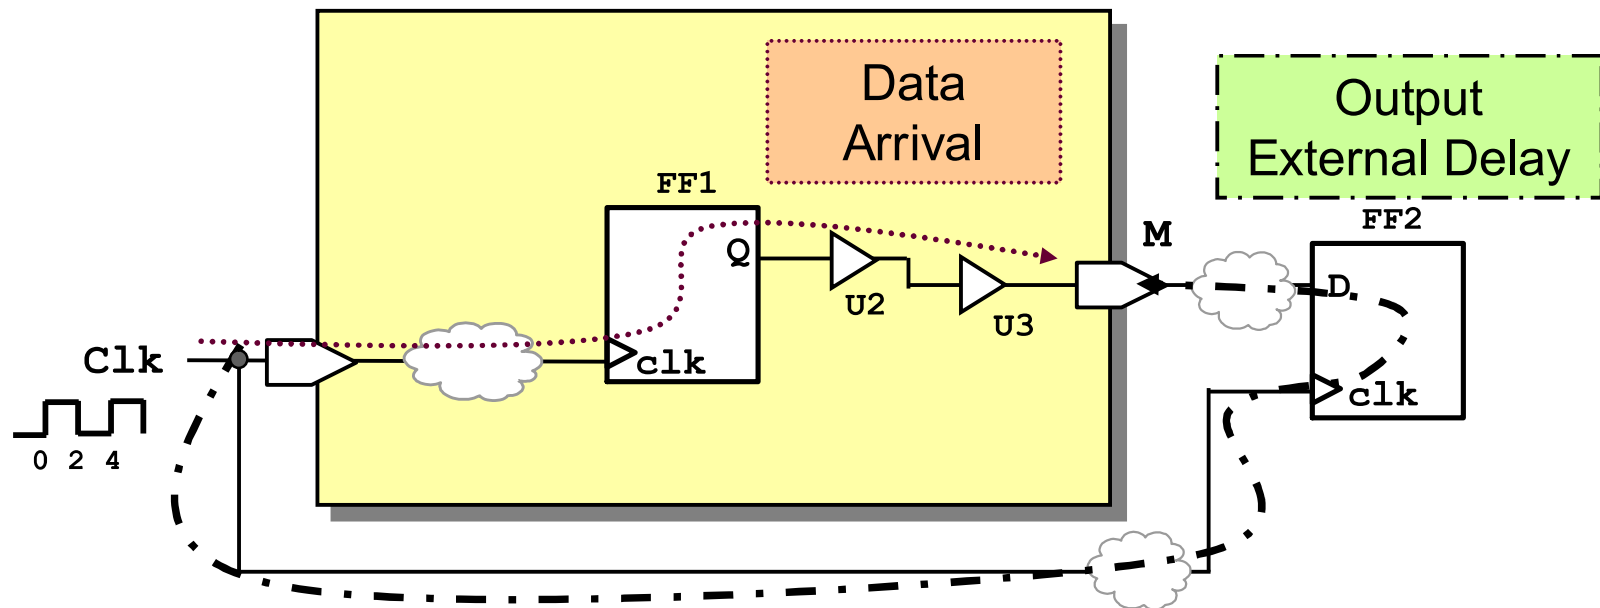 Data
Arrival
Output
External Delay
FF1
FF2
Q
M
D
U2
U3
Clk
clk
clk
0 2 4